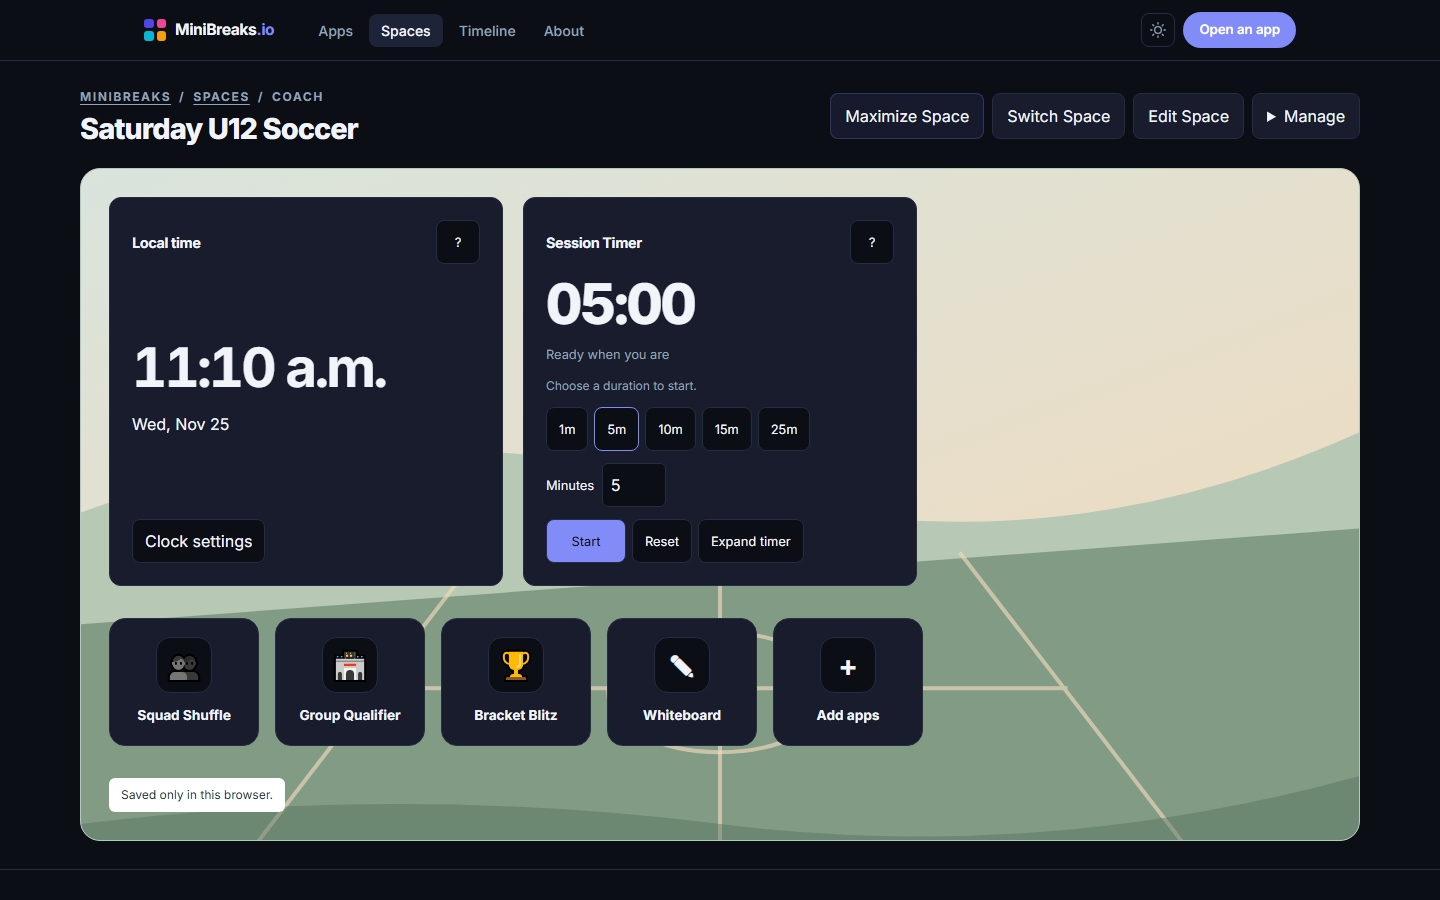 MiniBreaks.io
Apps
Spaces
Timeline
About
Open an app
MINIBREAKS / SPACES / COACH
Saturday U12 Soccer
Maximize Space
Switch Space
Edit Space
Manage
Local time
?
11:10 a.m.
Wed, Nov 25
Clock settings
Session Timer
?
05:00
Ready when you are
Choose a duration to start.
1m
5m
10m
15m
25m
Minutes
5
Start
Reset
Expand timer
Squad Shuffle
Group Qualifier
Bracket Blitz
Whiteboard
+
Add apps
Saved only in this browser.